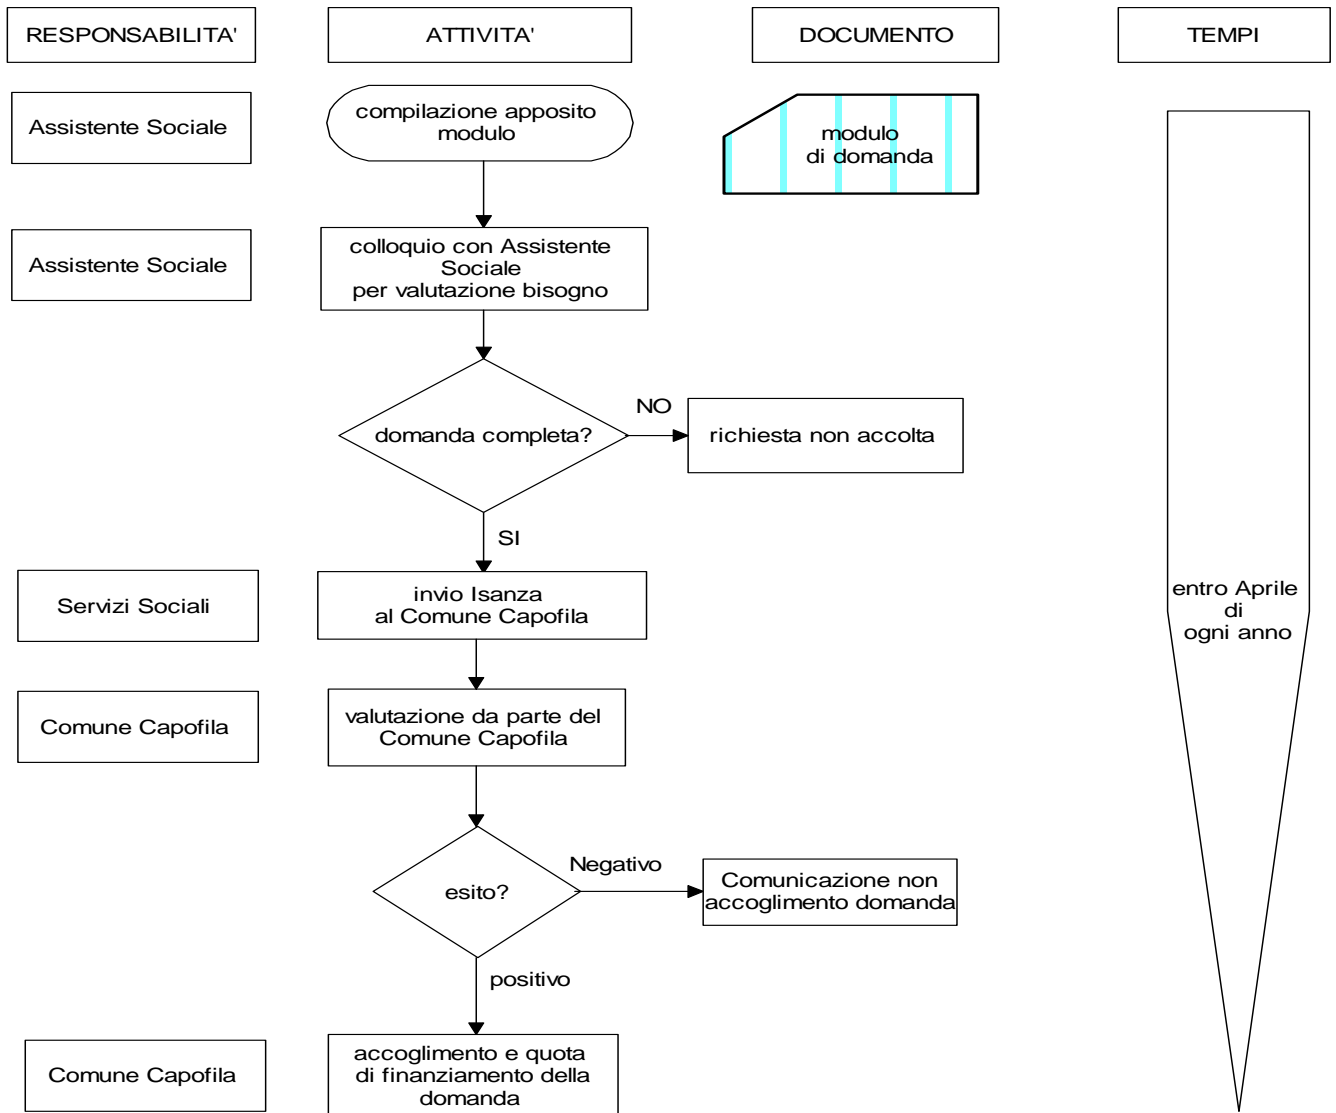 RESPONSABILITA'
ATTIVITA'
DOCUMENTO
TEMPI
Assistente Sociale
compilazione apposito
modulo
modulo
di domanda
Assistente Sociale
colloquio con Assistente
Sociale
per valutazione bisogno
domanda completa?
NO
richiesta non accolta
SI
Servizi Sociali
invio Isanza
al Comune Capofila
entro Aprile
di
ogni anno
Comune Capofila
valutazione da parte del
Comune Capofila
esito?
Negativo
Comunicazione non
accoglimento domanda
positivo
Comune Capofila
accoglimento e quota
di finanziamento della
domanda